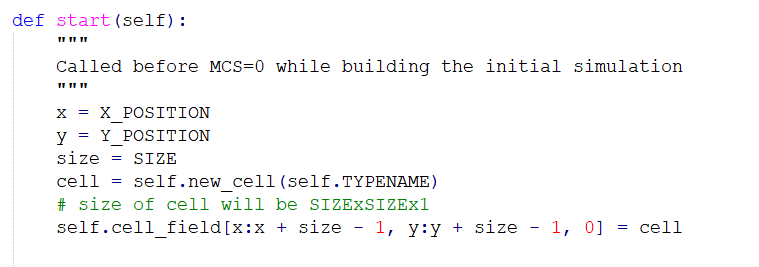 def start(self):
    """
    Called before MCS=0 while building the initial simulation
    """
    x = X_POSITION
    y = Y_POSITION
    size = SIZE
    cell = self.new_cell(self.TYPENAME)
    # size of cell will be SIZExSIZEx1
    self.cell_field[x:x + size - 1, y:y + size - 1, 0] = cell